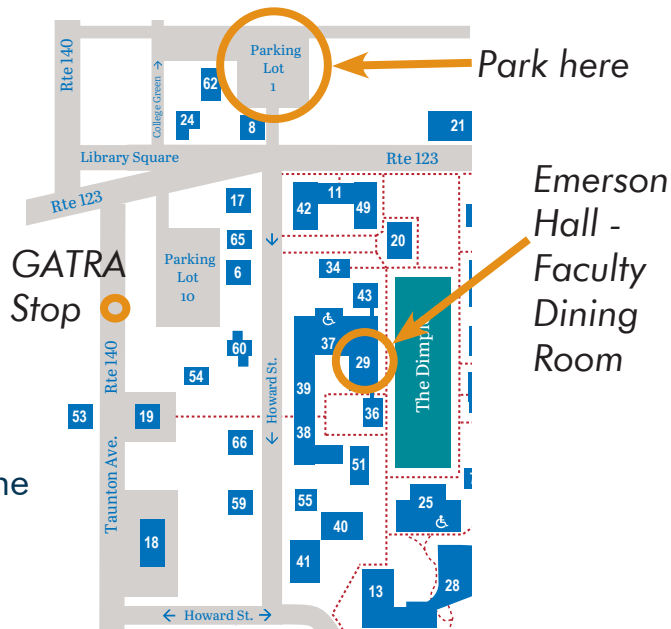 Parking
Lot
1
Park here
Rte 140
College Green →
62
24
8
21
Library Square
Rte 123
Rte 123
Emerson
Hall -
Faculty
Dining
Room
17
11
42
49
65
20
Parking
Lot
10
6
34
43
GATRA
Stop
37
29
The Dimple
60
54
39
Rte 140
Howard St.
53
19
36
38
66
51
Taunton Ave.
he
59
55
25
40
18
41
13
28
← Howard St. →